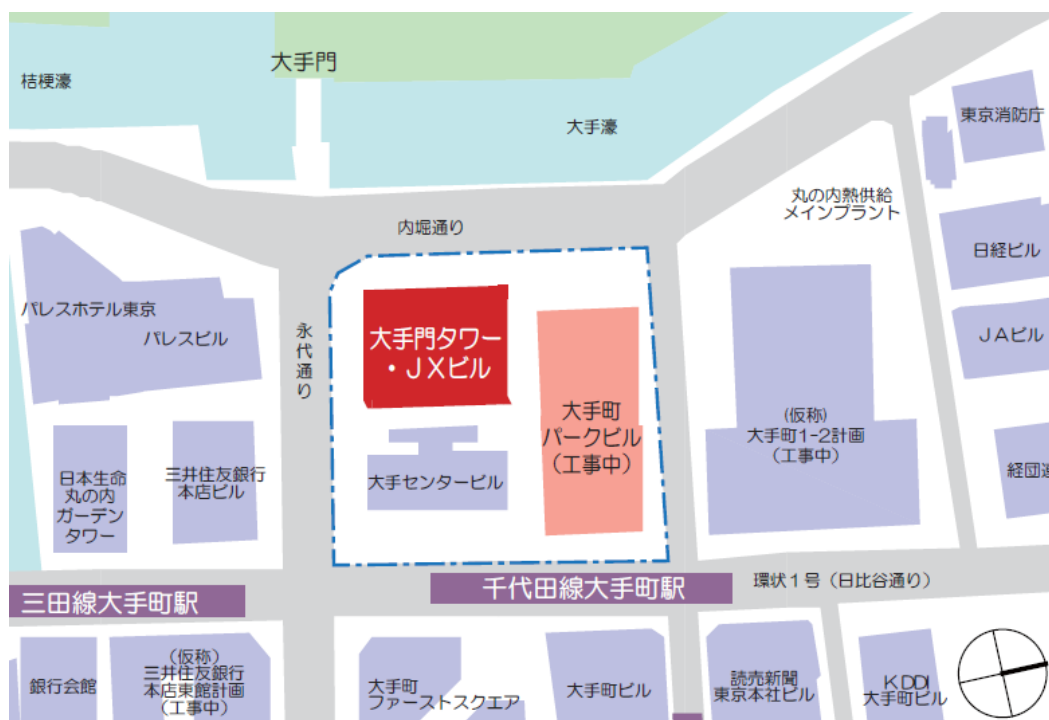 大手門
桔梗濠
大手濠
東京消防庁
丸の内熱供給
メインプラント
内堀通り
日経ビル
パレスホテル東京
パレスビル
永代通り
大手門タワー
・JXビル
JAビル
大手町
パークビル
(工事中)
(仮称)
大手町1-2計画
(工事中)
日本生命
丸の内
ガーデン
タワー
三井住友銀行
本店ビル
大手センタービル
経団連
環状1号(日比谷通り)
三田線大手町駅
千代田線大手町駅
銀行会館
(仮称)
三井住友銀行
本店東館計画
(工事中)
大手町
ファーストスクエア
大手町ビル
読売新聞
東京本社ビル
KDDI
大手町ビル